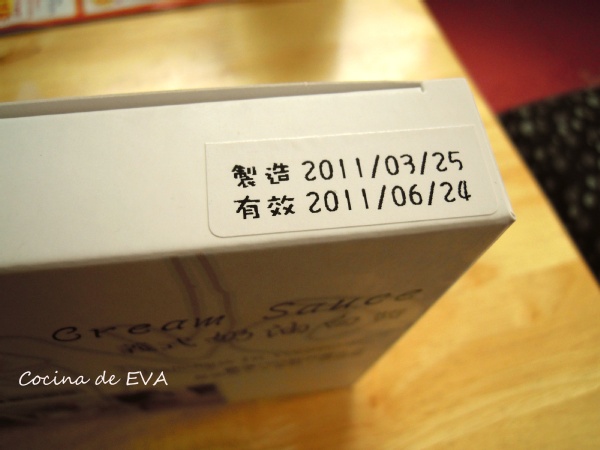 製造 2011/03/25
有效 2011/06/24
Cream Sauce
Cocina de EVA